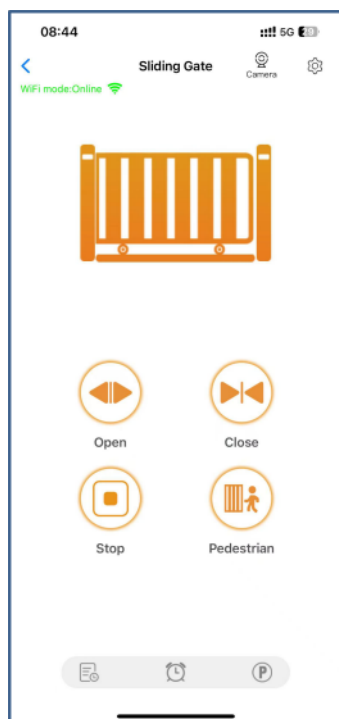 08:44 5G
Sliding Gate
Camera
WiFi mode:Online
Open Close
Stop Pedestrian
P